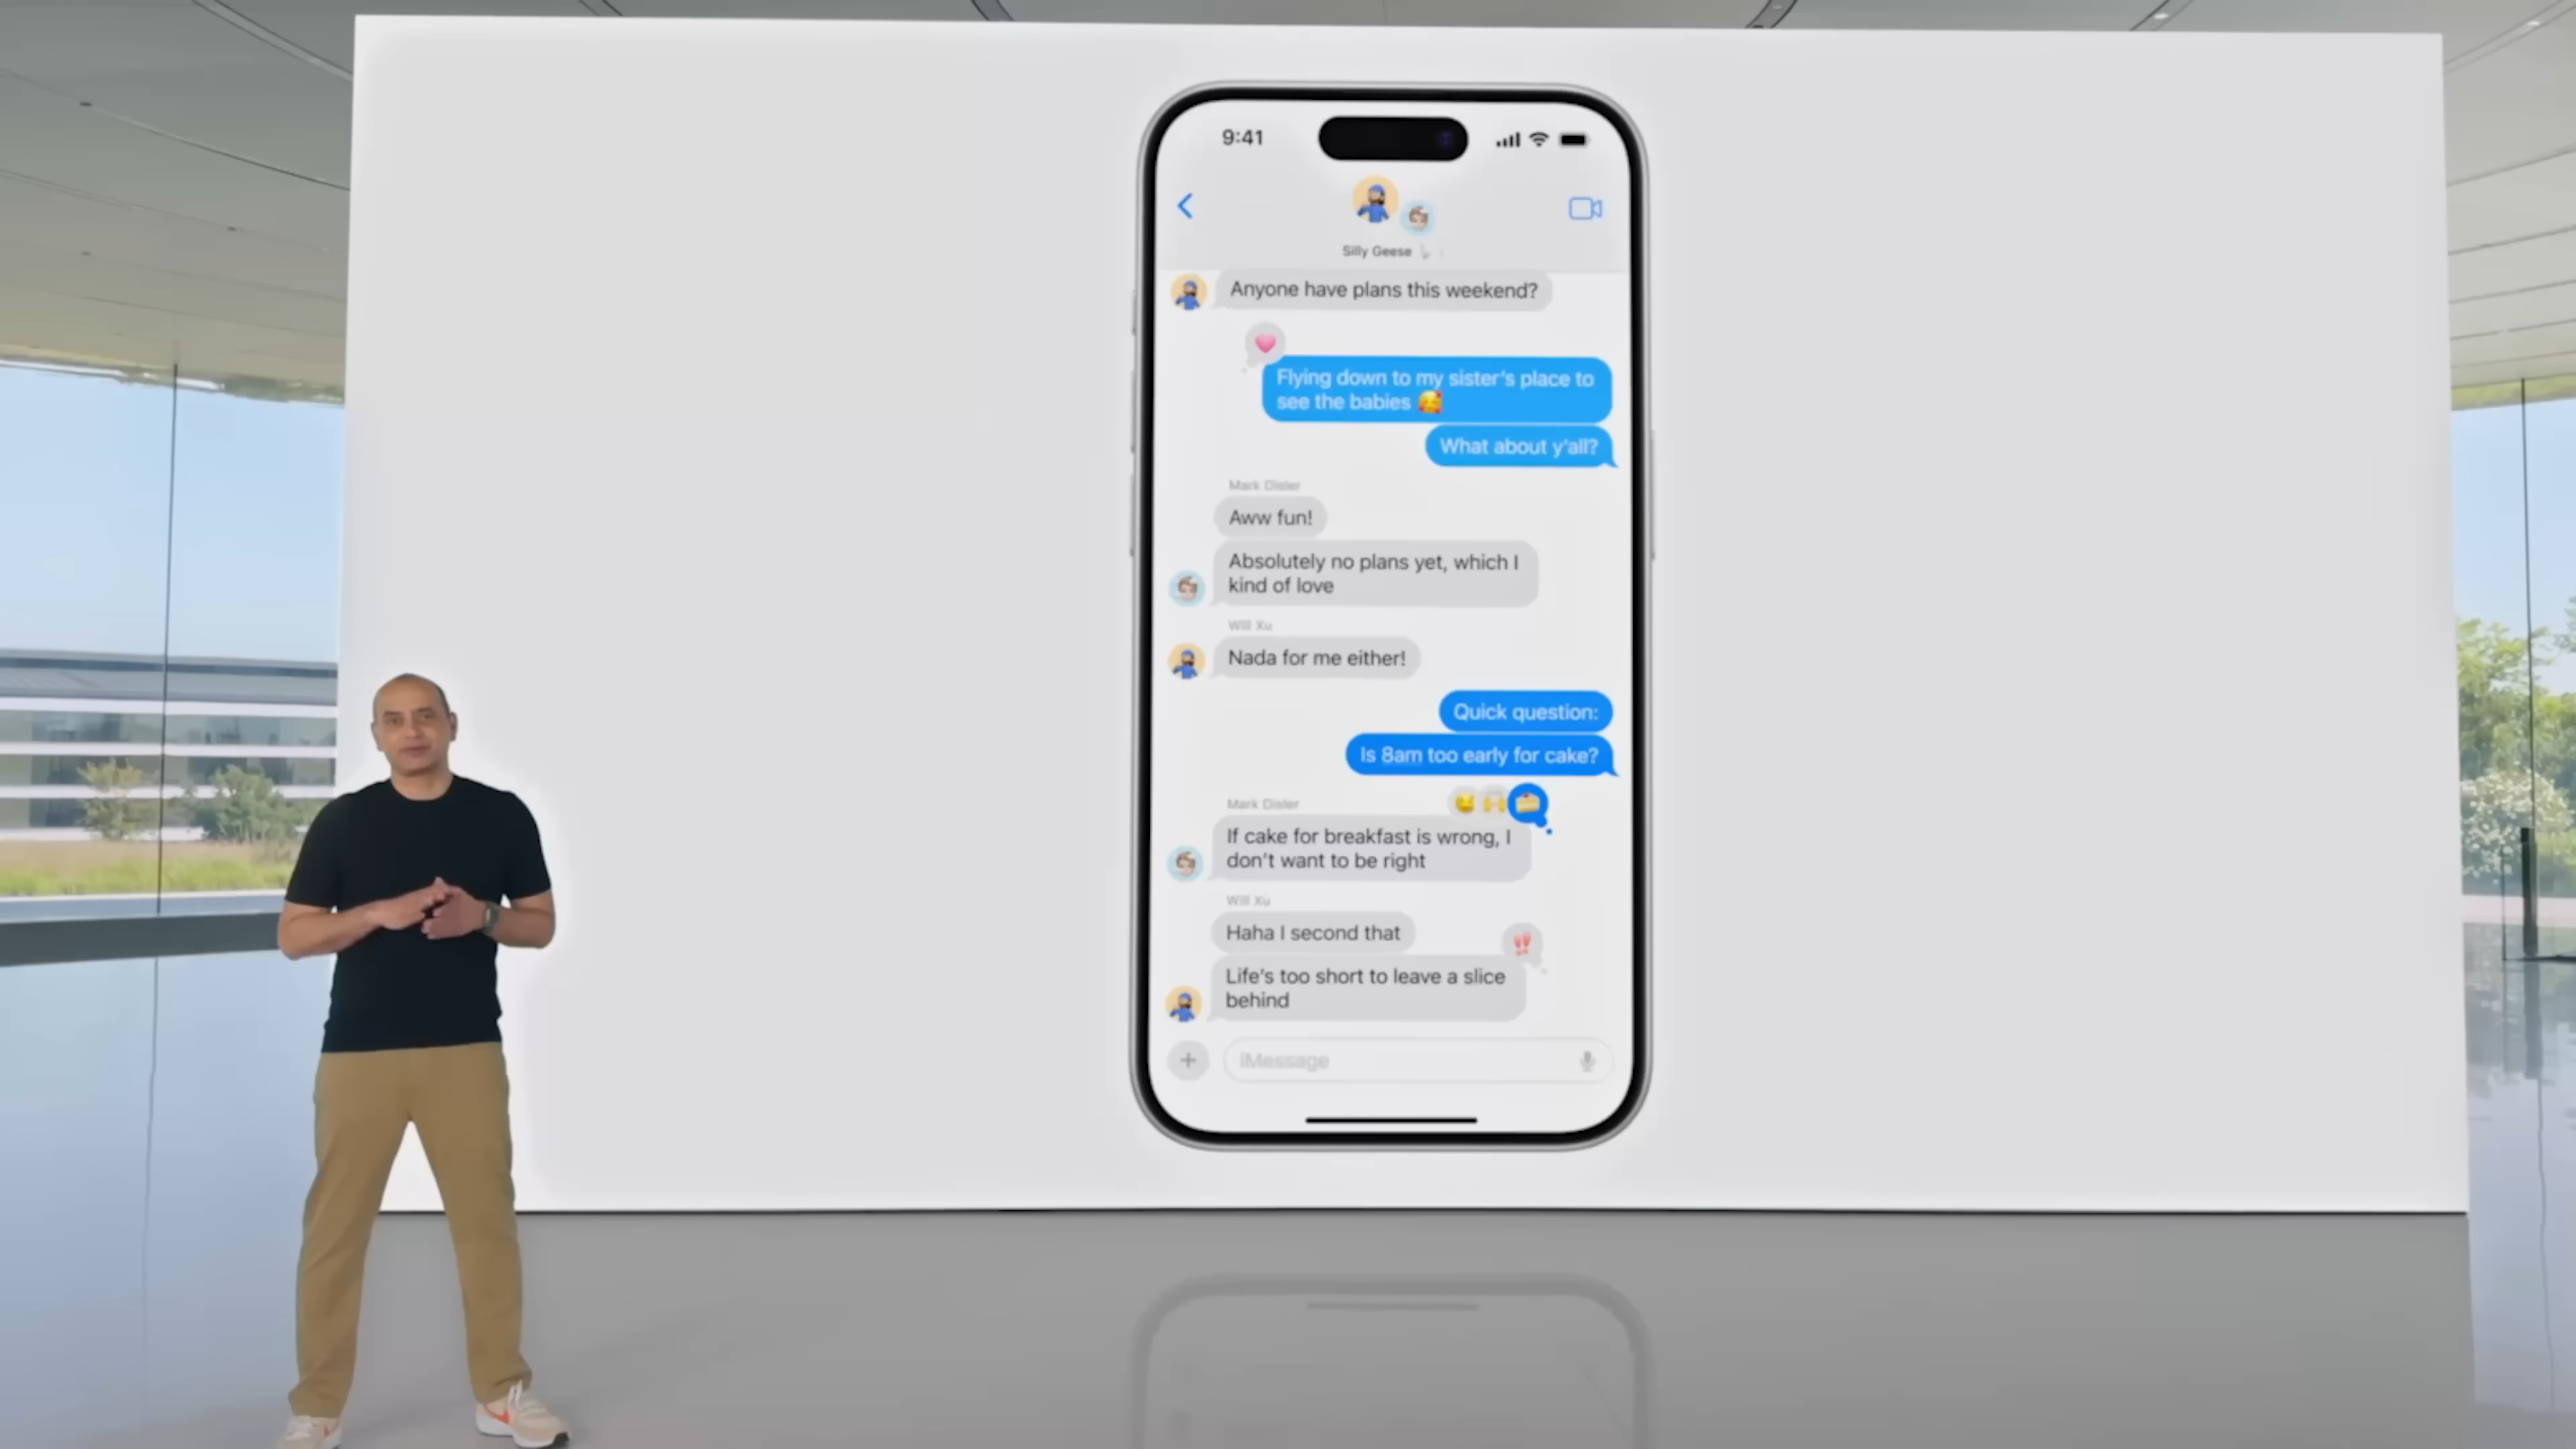 9:41
Silly Geese
Anyone have plans this weekend?
Flying down to my sister's place to
see the babies 🥰
What about y'all?
Mark Disler
Aww fun!
Absolutely no plans yet, which I
kind of love
Will Xu
Nada for me either!
Quick question:
Is 8am too early for cake?
Mark Disler
If cake for breakfast is wrong, I
don't want to be right
Will Xu
Haha I second that
Life's too short to leave a slice
behind
iMessage